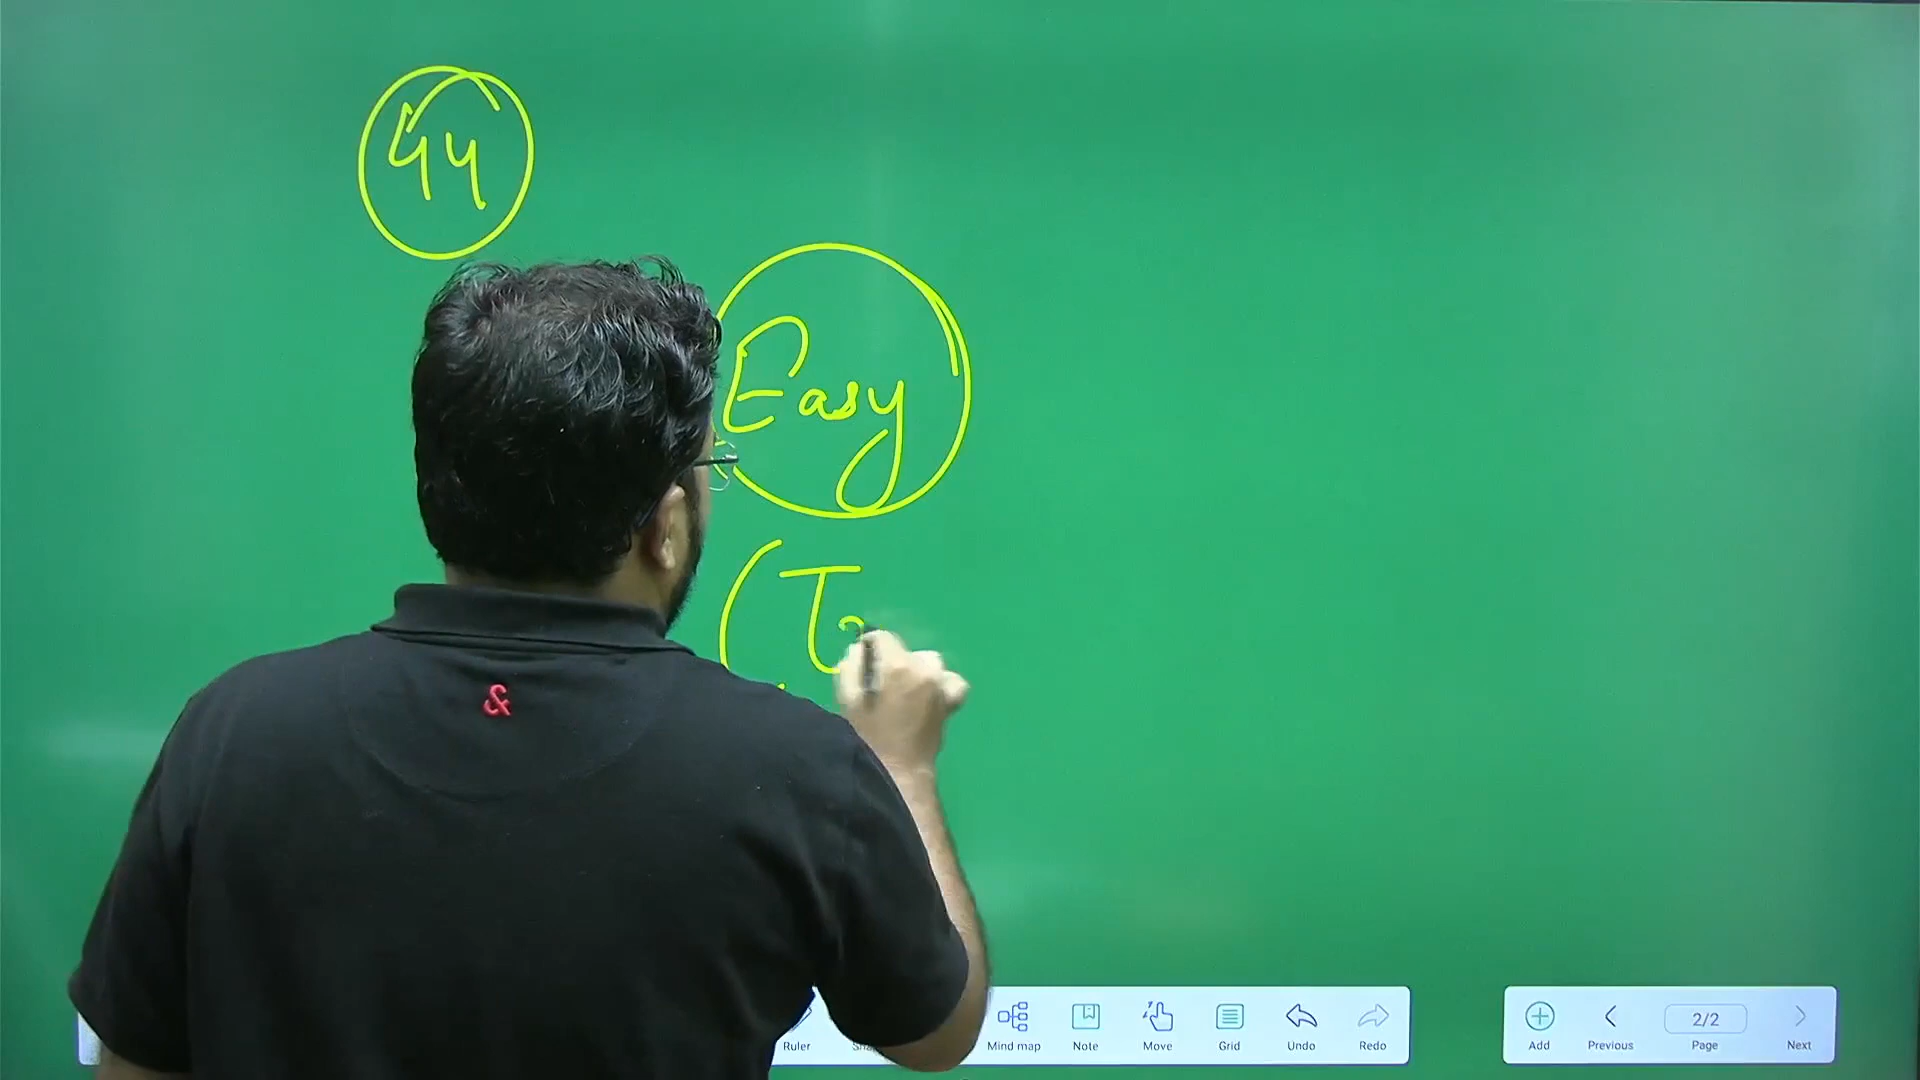 44
Easy
(T
&
Ruler
Mind map
Note
Move
Grid
Undo
Redo
Add
Previous
2/2
Page
Next